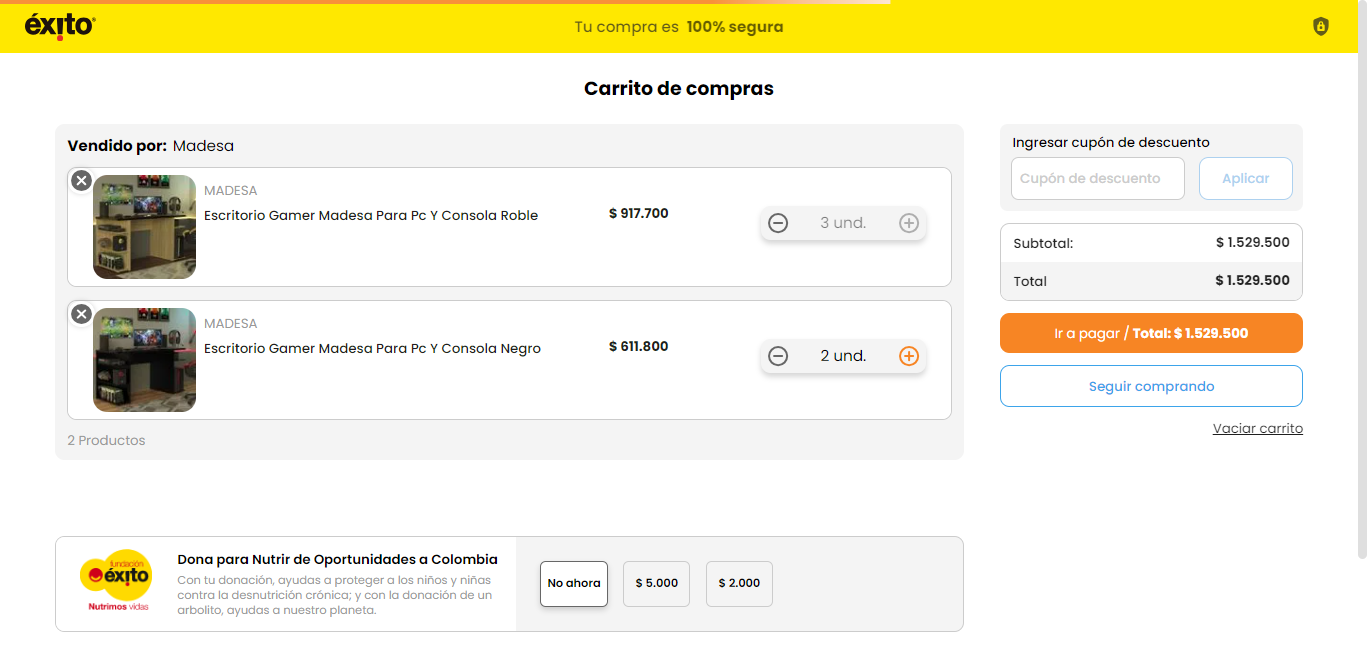 éxito
Tu compra es 100% segura
Carrito de compras
Vendido por: Madesa
MADESA
Escritorio Gamer Madesa Para Pc Y Consola Roble
$ 917.700
3 und.
MADESA
Escritorio Gamer Madesa Para Pc Y Consola Negro
$ 611.800
2 und.
2 Productos
Ingresar cupón de descuento
Cupón de descuento
Aplicar
Subtotal: $ 1.529.500
Total $ 1.529.500
Ir a pagar / Total: $ 1.529.500
Seguir comprando
Vaciar carrito
fundación
éxito
Nutrimos vidas
Dona para Nutrir de Oportunidades a Colombia
Con tu donación, ayudas a proteger a los niños y niñas
contra la desnutrición crónica; y con la donación de un
arbolito, ayudas a nuestro planeta.
No ahora
$ 5.000
$ 2.000